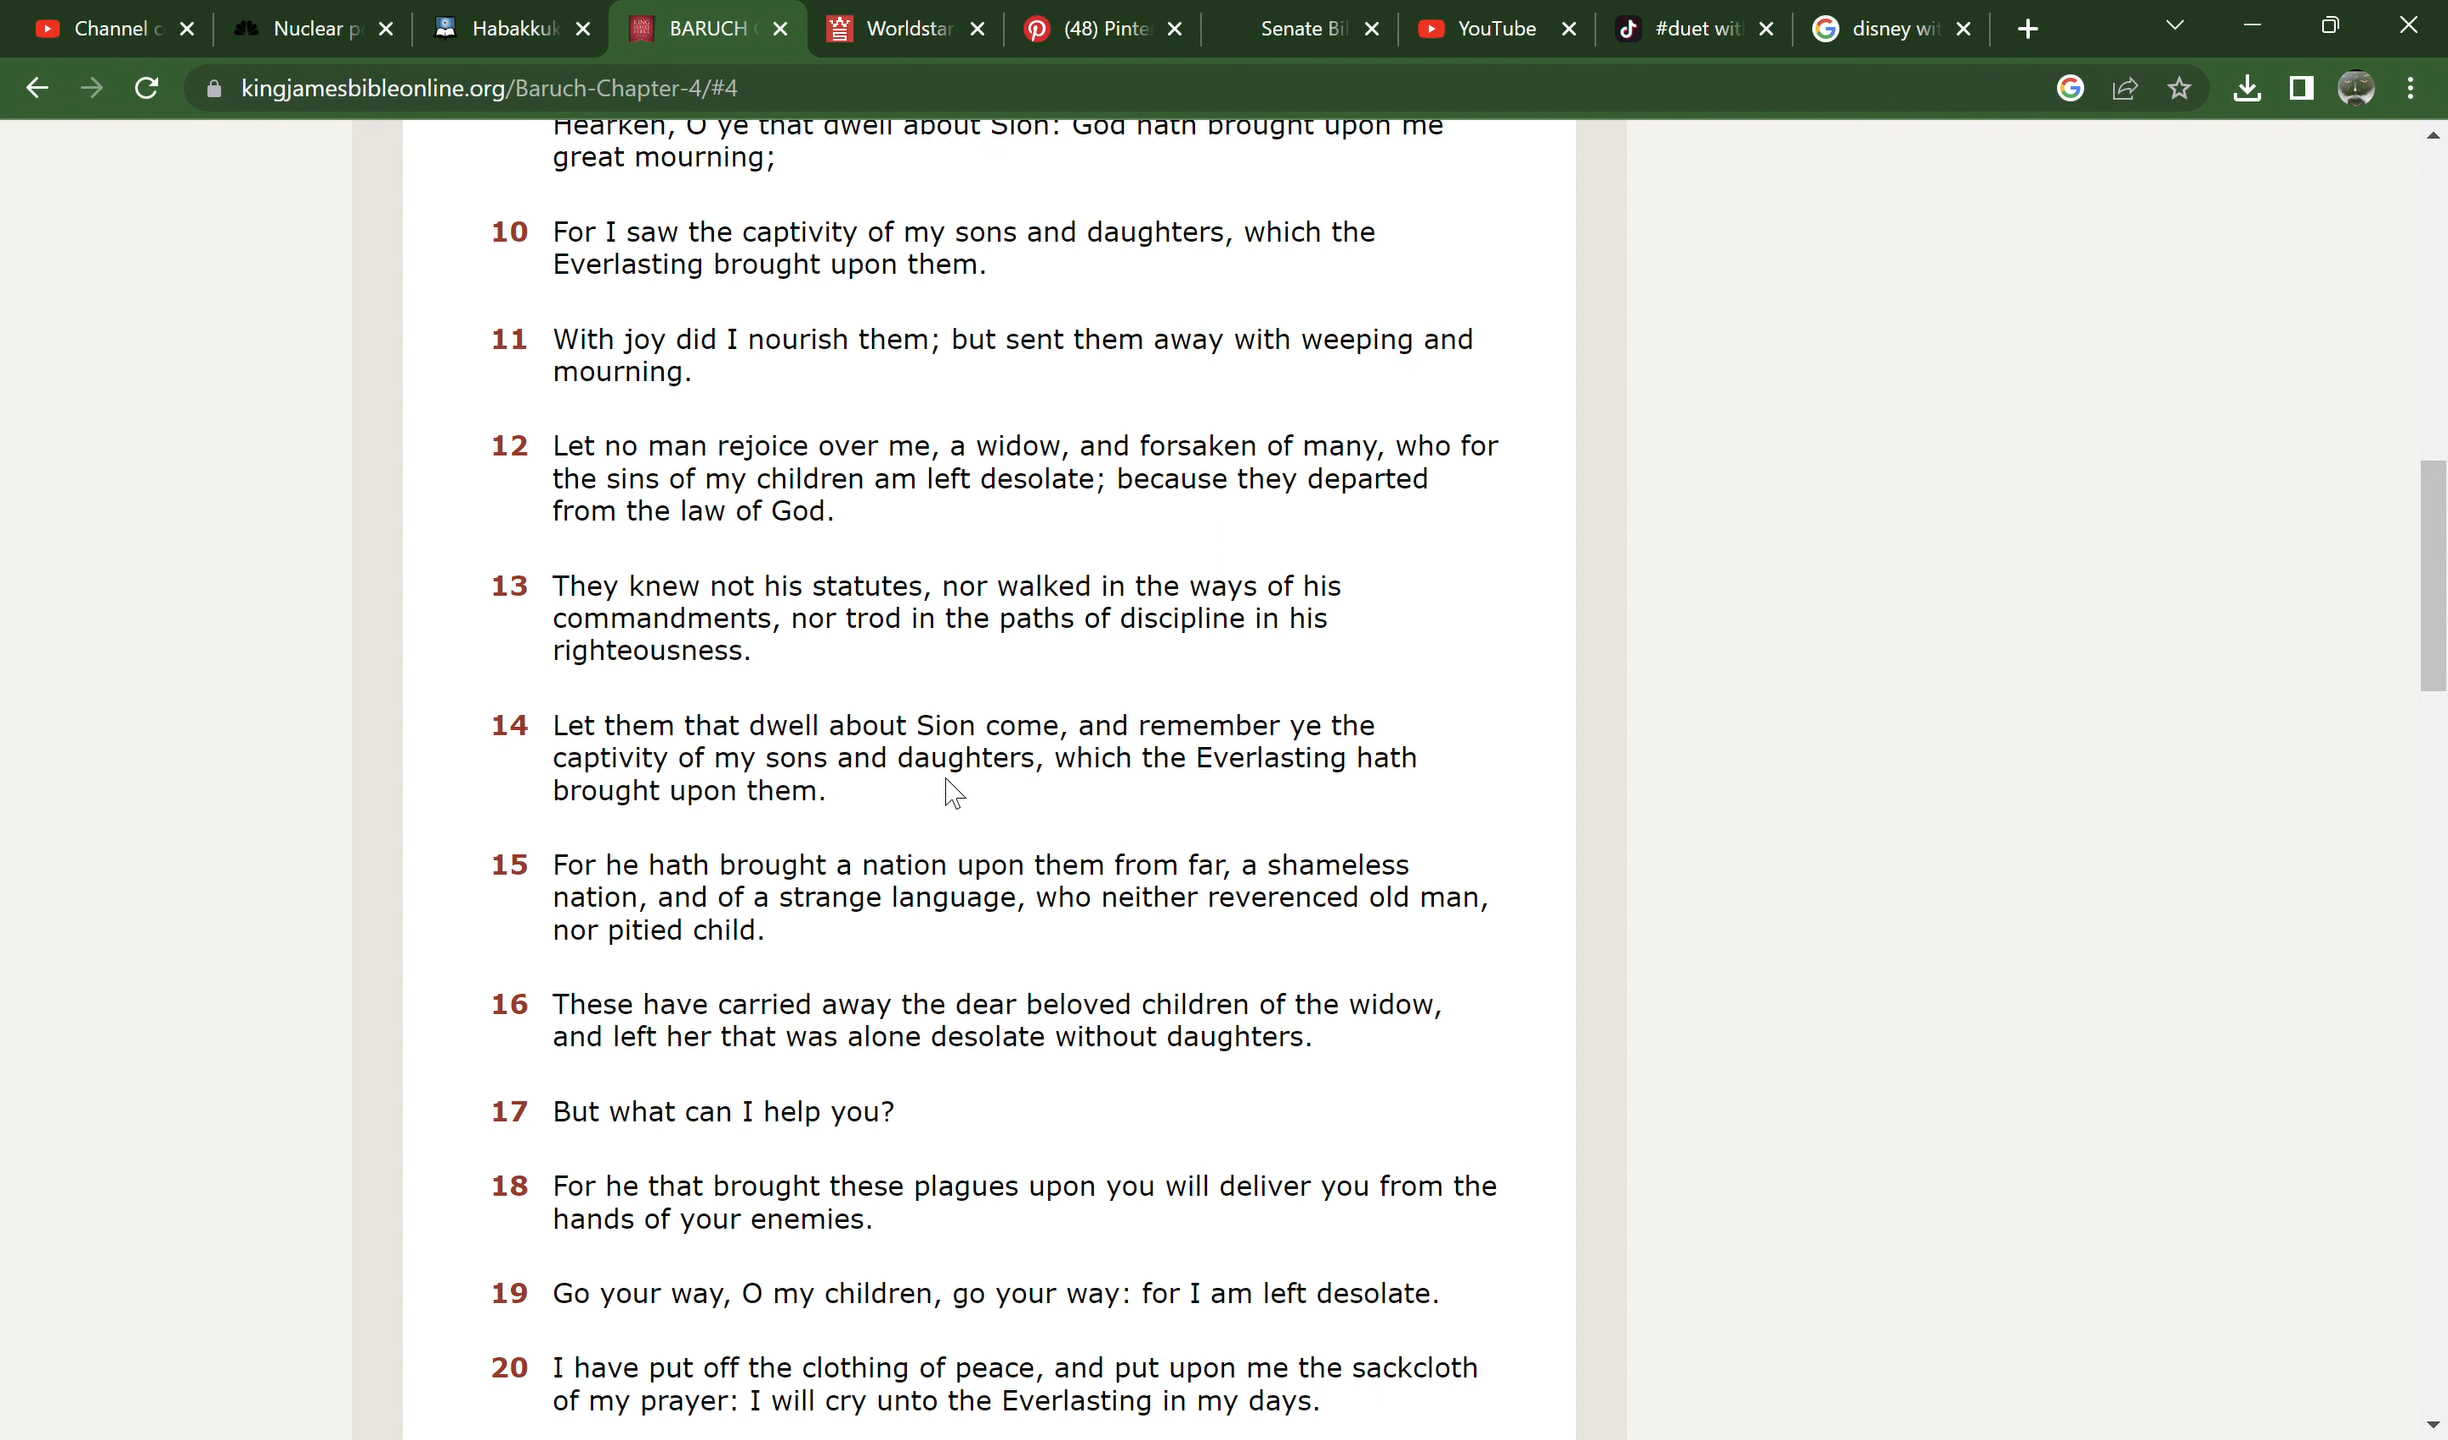 Channel c
Nuclear p
Habakkuk
BARUCH
Worldstar
(48) Pinte
Senate Bi
YouTube
#duet wit
disney wit
kingjamesbibleonline.org/Baruch-Chapter-4/#4
Hearken, O ye that dwell about Sion: God hath brought upon me
great mourning;
10 For I saw the captivity of my sons and daughters, which the
Everlasting brought upon them.
11 With joy did I nourish them; but sent them away with weeping and
mourning.
12 Let no man rejoice over me, a widow, and forsaken of many, who for
the sins of my children am left desolate; because they departed
from the law of God.
13 They knew not his statutes, nor walked in the ways of his
commandments, nor trod in the paths of discipline in his
righteousness.
14 Let them that dwell about Sion come, and remember ye the
captivity of my sons and daughters, which the Everlasting hath
brought upon them.
15 For he hath brought a nation upon them from far, a shameless
nation, and of a strange language, who neither reverenced old man,
nor pitied child.
16 These have carried away the dear beloved children of the widow,
and left her that was alone desolate without daughters.
17 But what can I help you?
18 For he that brought these plagues upon you will deliver you from the
hands of your enemies.
19 Go your way, O my children, go your way: for I am left desolate.
20 I have put off the clothing of peace, and put upon me the sackcloth
of my prayer: I will cry unto the Everlasting in my days.